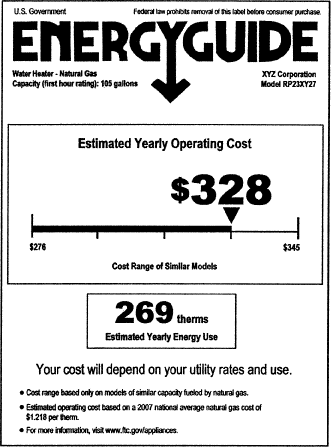 U.S. Government Federal law prohibits removal of this label before consumer purchase.
ENERGYGUIDE
Water Heater - Natural Gas XYZ Corporation
Capacity (first hour rating): 105 gallons Model RP23XY27
Estimated Yearly Operating Cost
$328
$276 $345
Cost Range of Similar Models
269 therms
Estimated Yearly Energy Use
Your cost will depend on your utility rates and use.
● Cost range based only on models of similar capacity fueled by natural gas.
● Estimated operating cost based on a 2007 national average natural gas cost of
$1.218 per therm.
● For more information, visit www.ftc.gov/appliances.